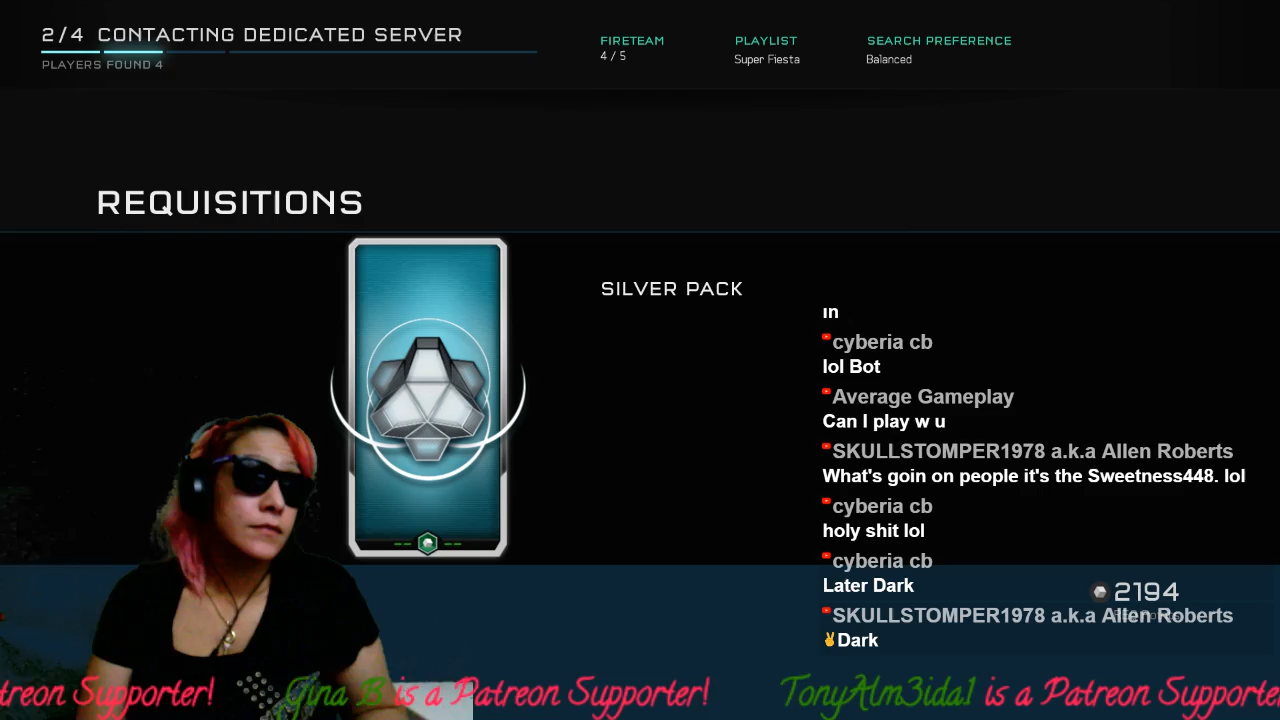 2/4 CONTACTING DEDICATED SERVER
PLAYERS FOUND 4
FIRETEAM
4 / 5
PLAYLIST
Super Fiesta
SEARCH PREFERENCE
Balanced
REQUISITIONS
SILVER PACK
in
cyberia cb
lol Bot
Average Gameplay
Can I play w u
SKULLSTOMPER1978 a.k.a Allen Roberts
What's goin on people it's the Sweetness448. lol
cyberia cb
holy shit lol
cyberia cb
Later Dark
2194
SKULLSTOMPER1978 a.k.a Allen Roberts
✌Dark
treon Supporter! Gina B is a Patreon Supporter! TonyAlm3ida1 is a Patreon Supporte